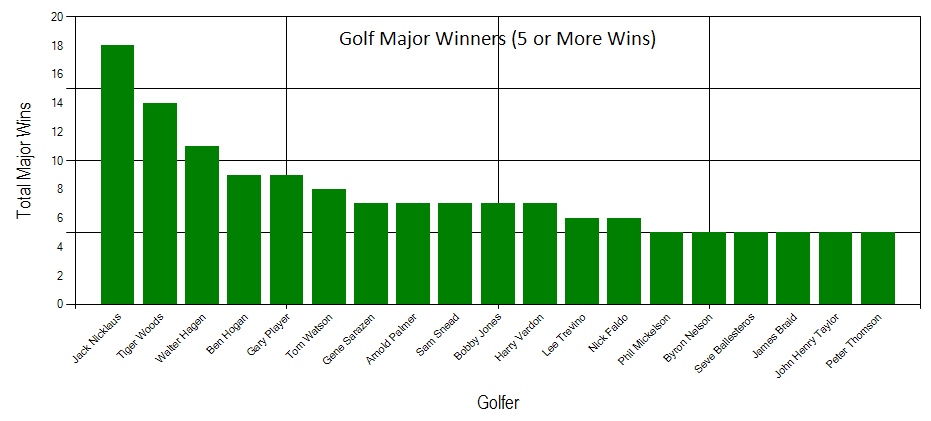 Golf Major Winners (5 or More Wins)
Total Major Wins
20
18
16
14
12
10
8
6
4
2
0
Jack Nicklaus
Tiger Woods
Walter Hagen
Ben Hogan
Gary Player
Tom Watson
Gene Sarazen
Arnold Palmer
Sam Snead
Bobby Jones
Harry Vardon
Lee Trevino
Nick Faldo
Phil Mickelson
Byron Nelson
Seve Ballesteros
James Braid
John Henry Taylor
Peter Thomson
Golfer